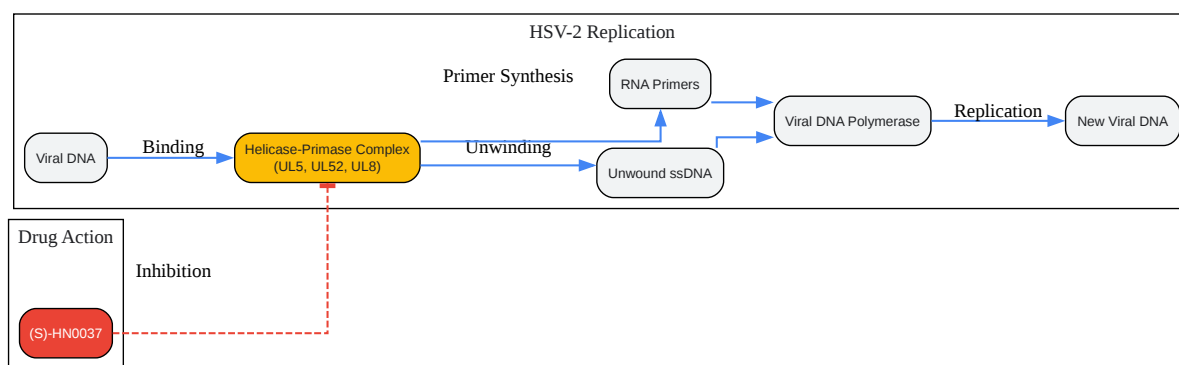 HSV-2 Replication
Primer Synthesis
RNA Primers
Viral DNA Polymerase
Replication
New Viral DNA
Viral DNA
Binding
Helicase-Primase Complex
(UL5, UL52, UL8)
Unwinding
Unwound ssDNA
Drug Action
Inhibition
(S)-HN0037